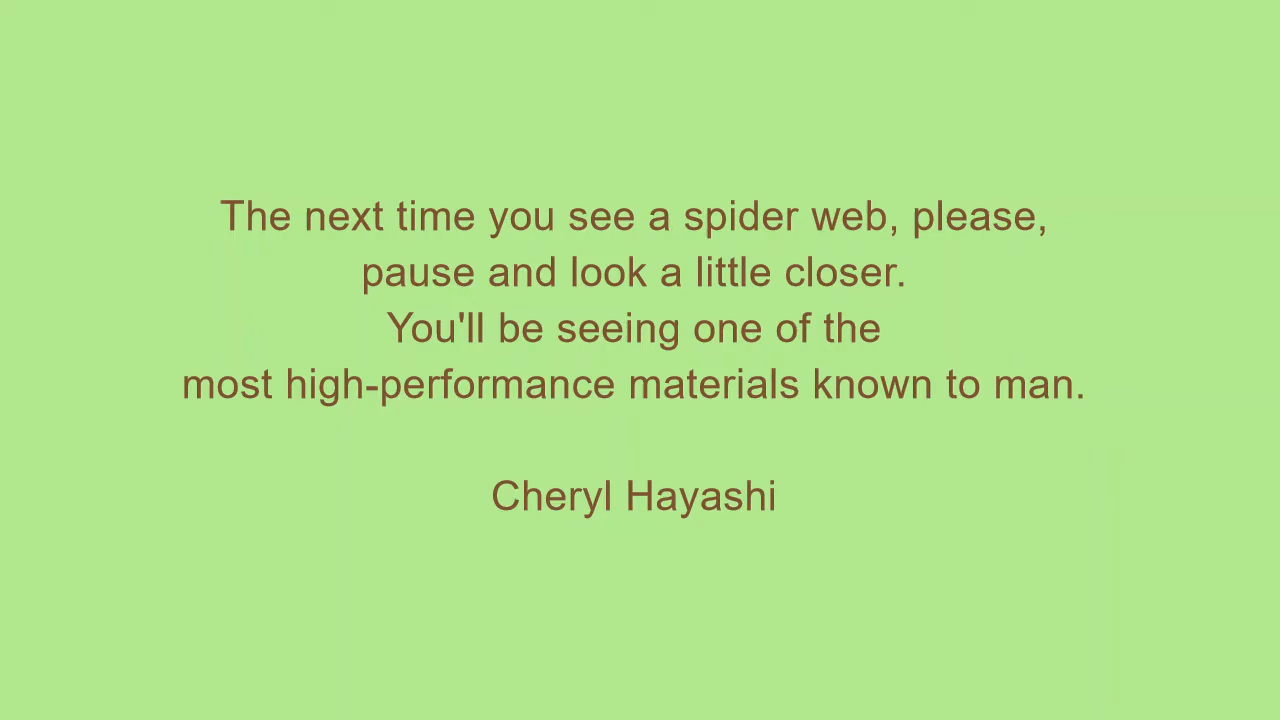 The next time you see a spider web, please,
pause and look a little closer.
You'll be seeing one of the
most high-performance materials known to man.
Cheryl Hayashi